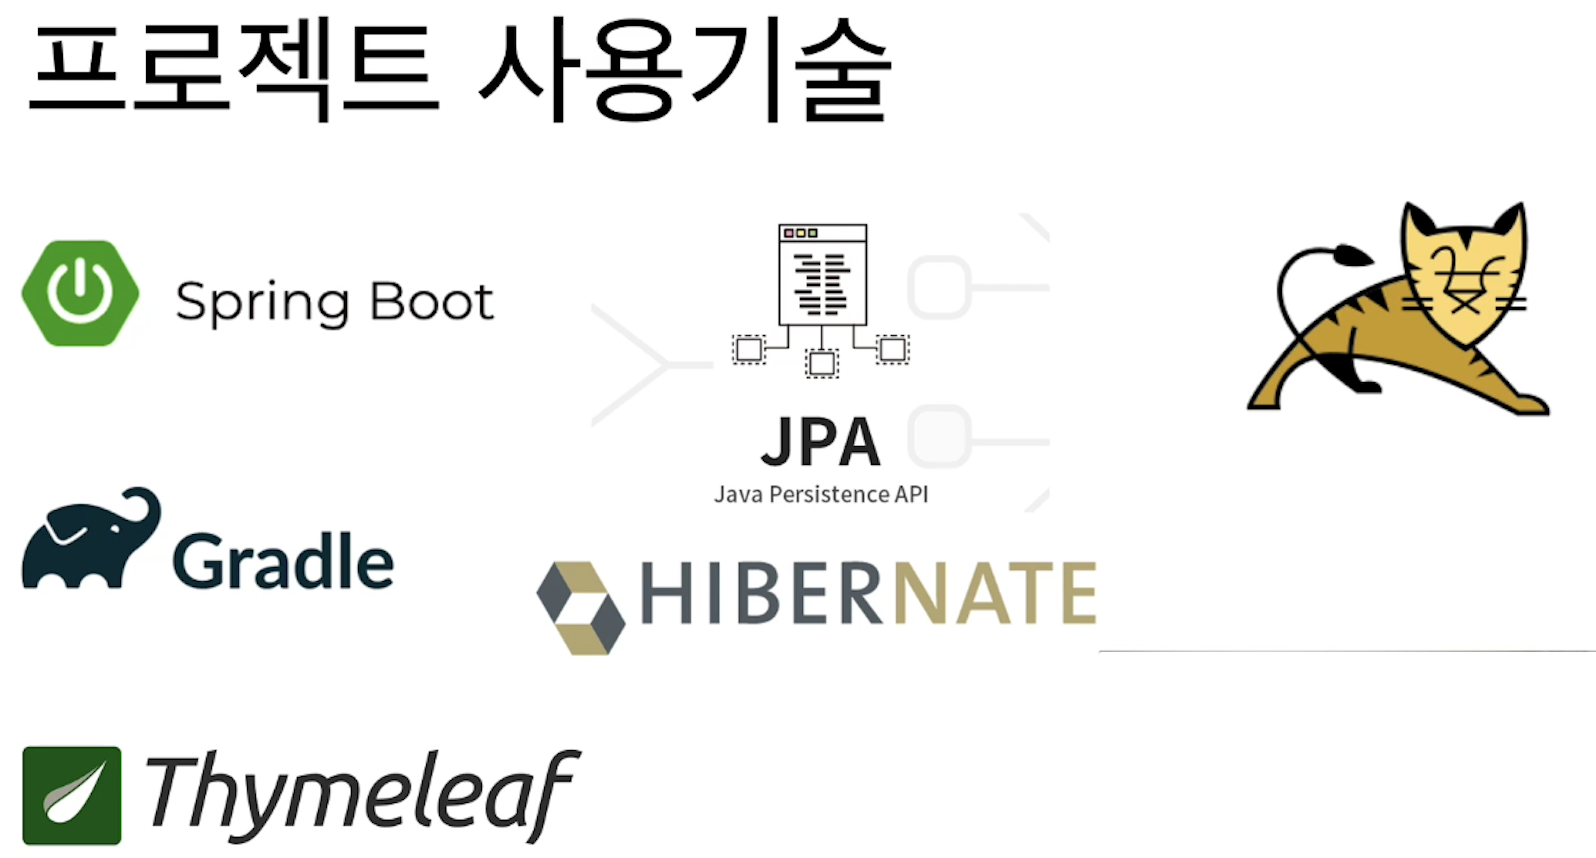 프로젝트 사용기술
Spring Boot
JPA
Java Persistence API
Gradle
HIBERNATE
Thymeleaf